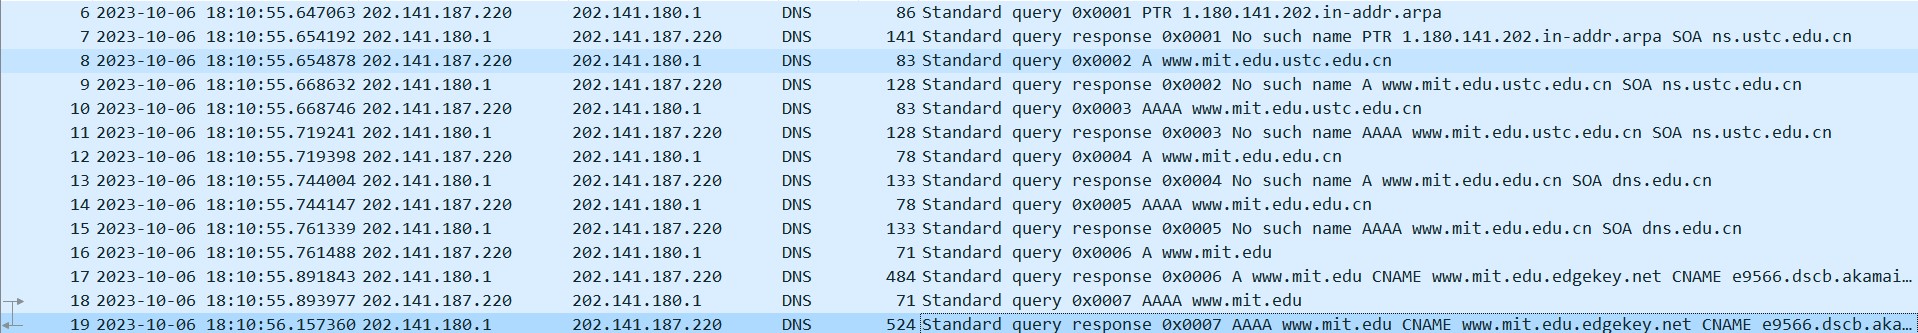 6 2023-10-06 18:10:55.647063 202.141.187.220 202.141.180.1 DNS 86 Standard query 0x0001 PTR 1.180.141.202.in-addr.arpa
7 2023-10-06 18:10:55.654192 202.141.180.1 202.141.187.220 DNS 141 Standard query response 0x0001 No such name PTR 1.180.141.202.in-addr.arpa SOA ns.ustc.edu.cn
8 2023-10-06 18:10:55.654878 202.141.187.220 202.141.180.1 DNS 83 Standard query 0x0002 A www.mit.edu.ustc.edu.cn
9 2023-10-06 18:10:55.668632 202.141.180.1 202.141.187.220 DNS 128 Standard query response 0x0002 No such name A www.mit.edu.ustc.edu.cn SOA ns.ustc.edu.cn
10 2023-10-06 18:10:55.668746 202.141.187.220 202.141.180.1 DNS 83 Standard query 0x0003 AAAA www.mit.edu.ustc.edu.cn
11 2023-10-06 18:10:55.719241 202.141.180.1 202.141.187.220 DNS 128 Standard query response 0x0003 No such name AAAA www.mit.edu.ustc.edu.cn SOA ns.ustc.edu.cn
12 2023-10-06 18:10:55.719398 202.141.187.220 202.141.180.1 DNS 78 Standard query 0x0004 A www.mit.edu.edu.cn
13 2023-10-06 18:10:55.744004 202.141.180.1 202.141.187.220 DNS 133 Standard query response 0x0004 No such name A www.mit.edu.edu.cn SOA dns.edu.cn
14 2023-10-06 18:10:55.744147 202.141.187.220 202.141.180.1 DNS 78 Standard query 0x0005 AAAA www.mit.edu.edu.cn
15 2023-10-06 18:10:55.761339 202.141.180.1 202.141.187.220 DNS 133 Standard query response 0x0005 No such name AAAA www.mit.edu.edu.cn SOA dns.edu.cn
16 2023-10-06 18:10:55.761488 202.141.187.220 202.141.180.1 DNS 71 Standard query 0x0006 A www.mit.edu
17 2023-10-06 18:10:55.891843 202.141.180.1 202.141.187.220 DNS 484 Standard query response 0x0006 A www.mit.edu CNAME www.mit.edu.edgekey.net CNAME e9566.dscb.akamai…
18 2023-10-06 18:10:55.893977 202.141.187.220 202.141.180.1 DNS 71 Standard query 0x0007 AAAA www.mit.edu
19 2023-10-06 18:10:56.157360 202.141.180.1 202.141.187.220 DNS 524 Standard query response 0x0007 AAAA www.mit.edu CNAME www.mit.edu.edgekey.net CNAME e9566.dscb.aka…